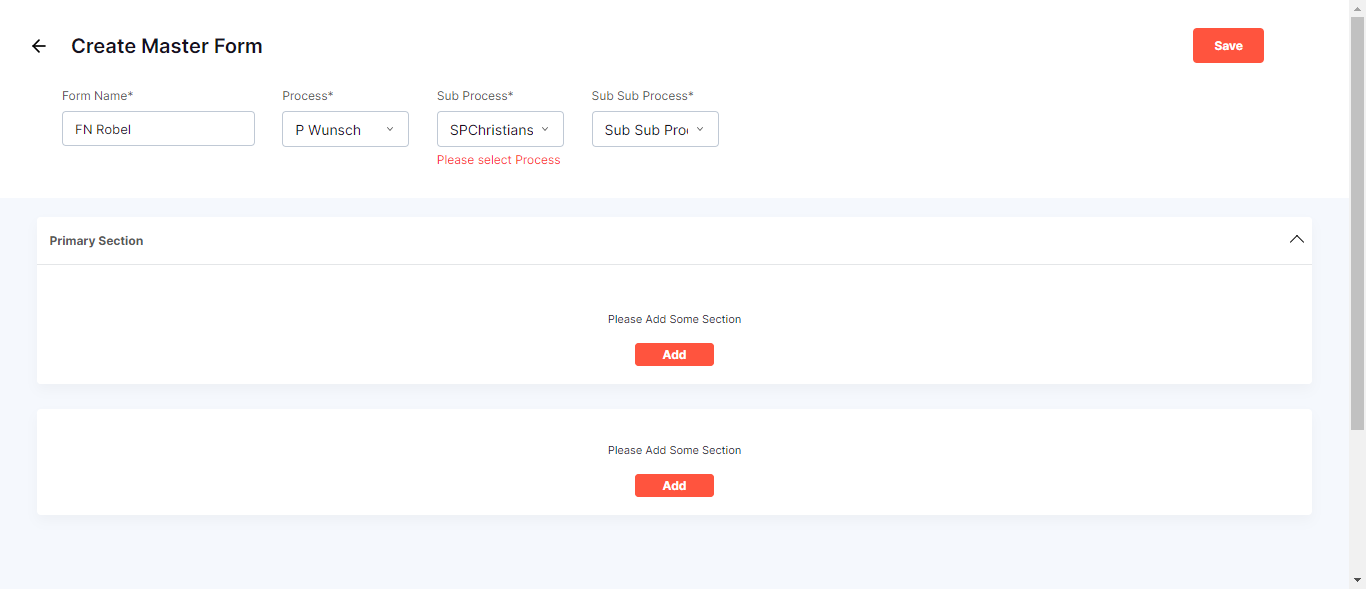 Create Master Form
Save
Form Name*
Process*
Sub Process*
Sub Sub Process*
FN Robel
P Wunsch
SPChristians
Sub Sub Pro
Please select Process
Primary Section
Please Add Some Section
Add
Please Add Some Section
Add